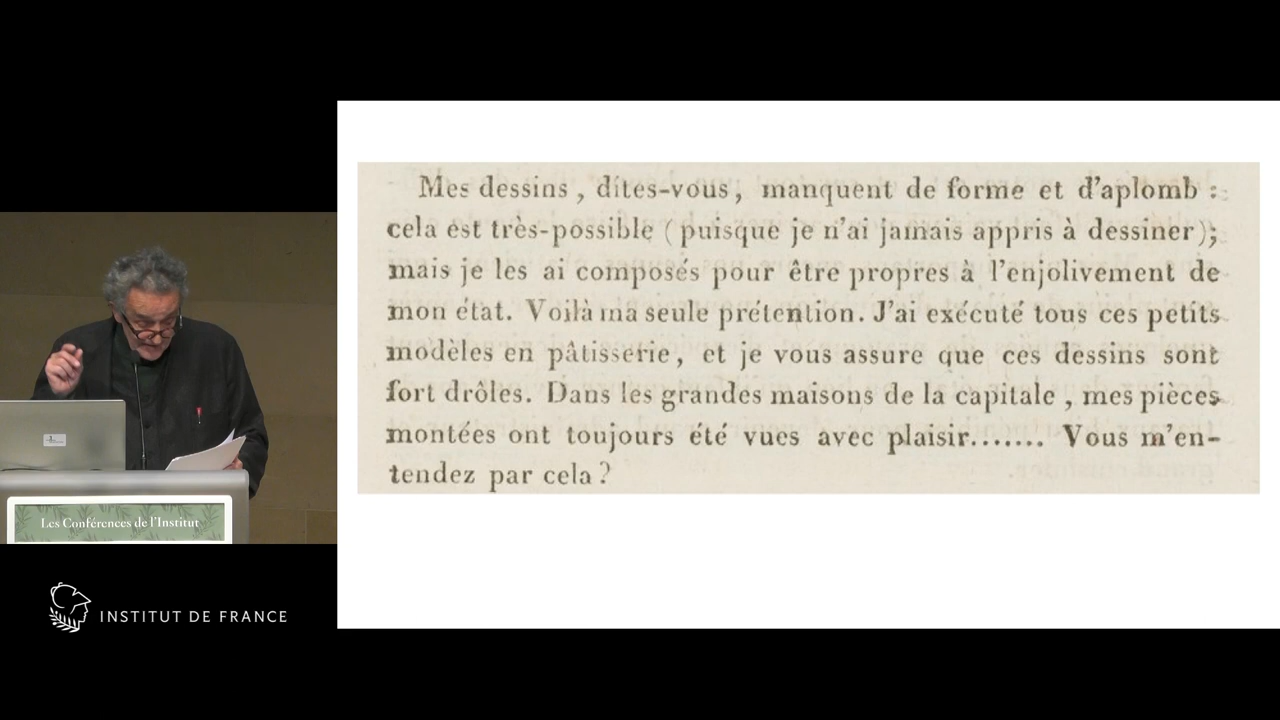 Mes dessins, dites-vous, manquent de forme et d'aplomb :
cela est très-possible (puisque je n'ai jamais appris à dessiner);
mais je les ai composés pour être propres à l'enjolivement de
mon état. Voilà ma seule prétention. J'ai exécuté tous ces petits
modèles en pâtisserie, et je vous assure que ces dessins sont
fort drôles. Dans les grandes maisons de la capitale, mes pièces
montées ont toujours été vues avec plaisir....... Vous m'en-
tendez par cela ?
Les Conférences de l'Institut
INSTITUT DE FRANCE